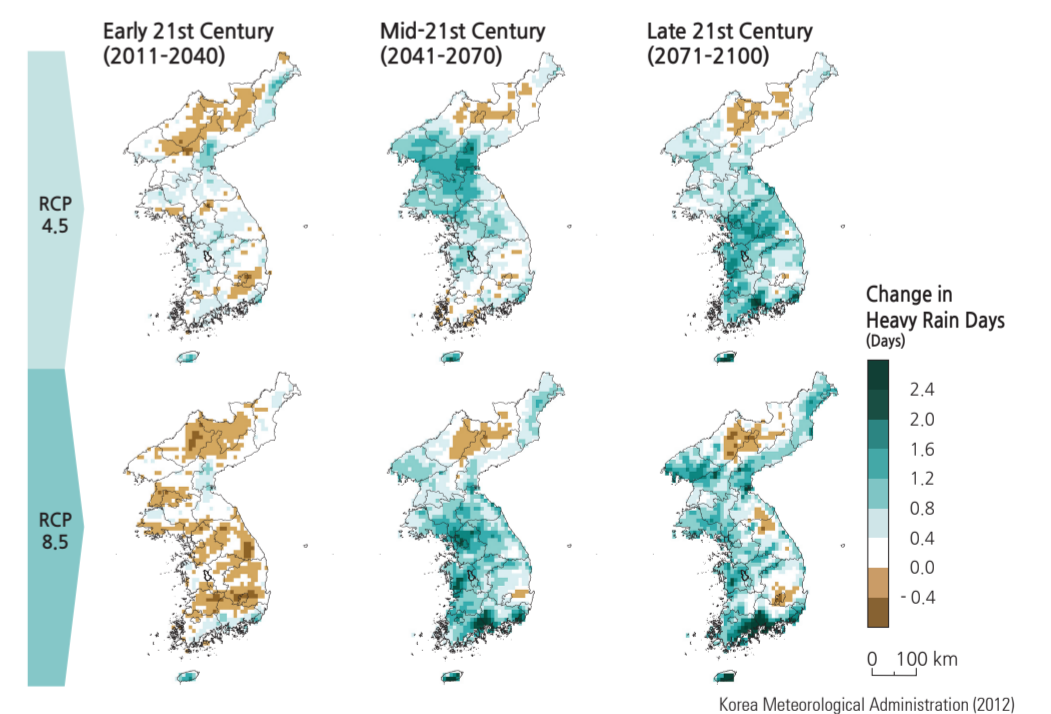 Early 21st Century
(2011-2040)
Mid-21st Century
(2041-2070)
Late 21st Century
(2071-2100)
RCP
4.5
RCP
8.5
Change in
Heavy Rain Days
(Days)
2.4
2.0
1.6
1.2
0.8
0.4
0.0
- 0.4
0 100 km
Korea Meteorological Administration (2012)